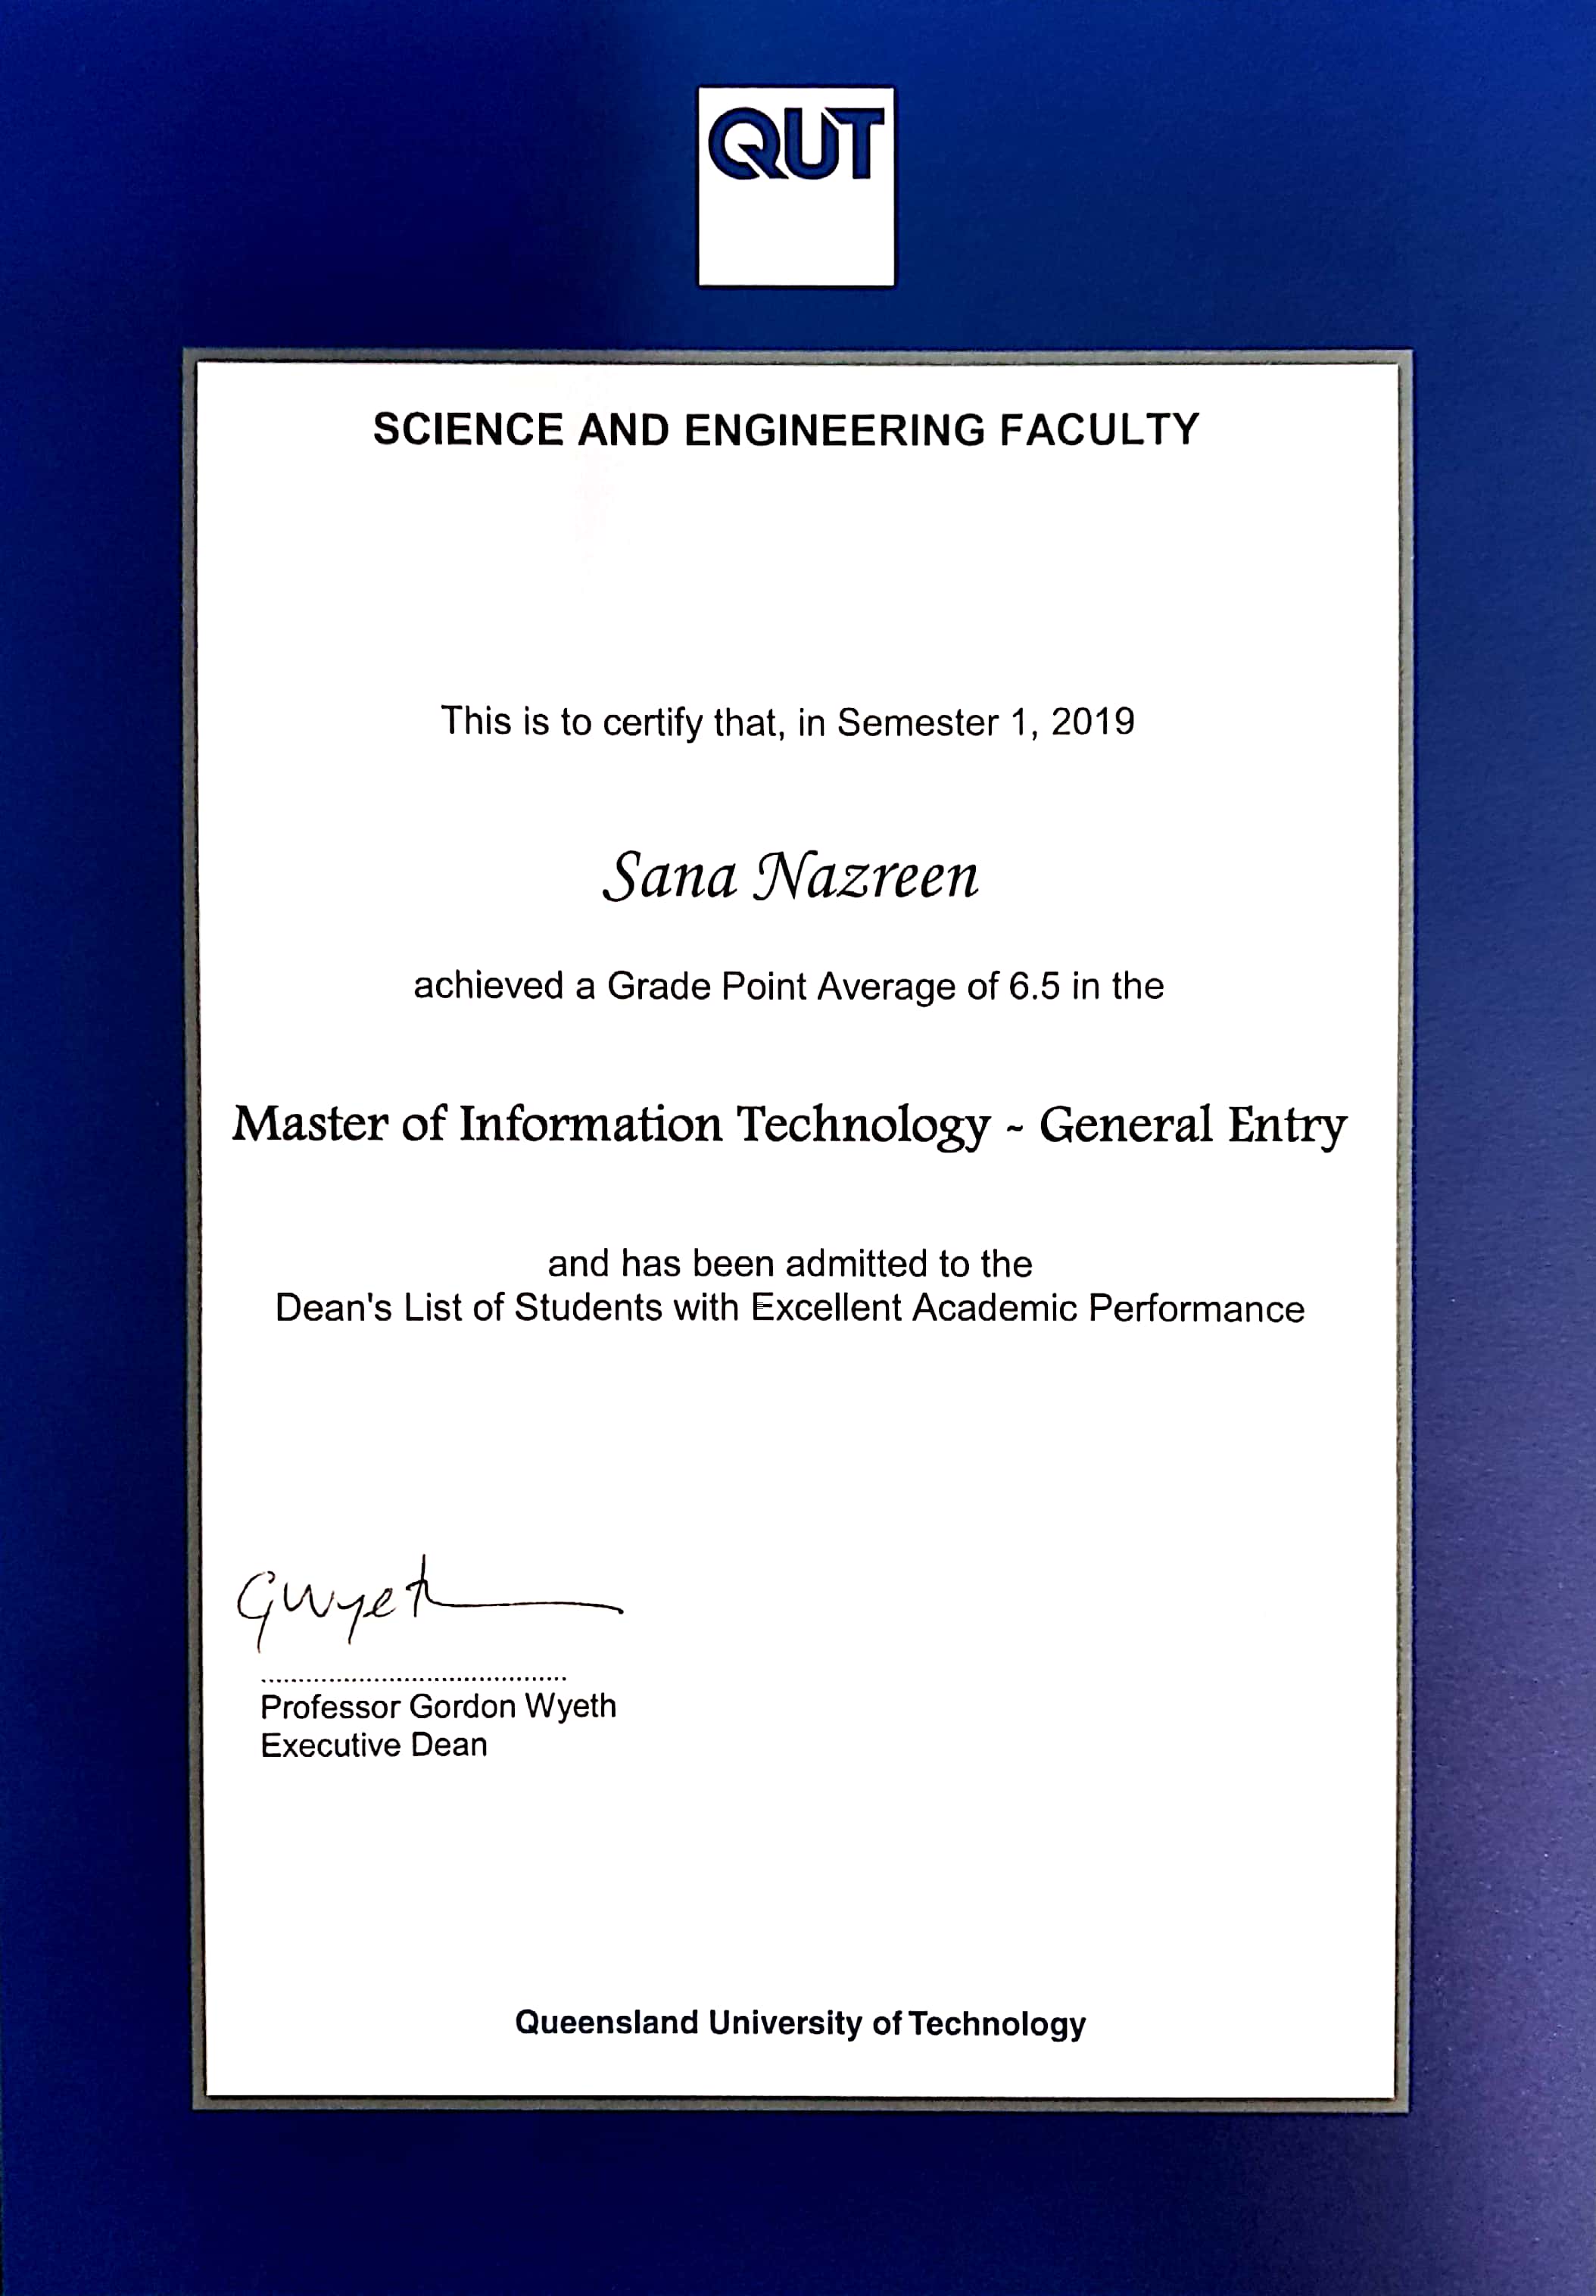 QUT
SCIENCE AND ENGINEERING FACULTY
This is to certify that, in Semester 1, 2019
Sana Nazreen
achieved a Grade Point Average of 6.5 in the
Master of Information Technology - General Entry
and has been admitted to the
Dean's List of Students with Excellent Academic Performance
GWyeth
Professor Gordon Wyeth
Executive Dean
Queensland University of Technology